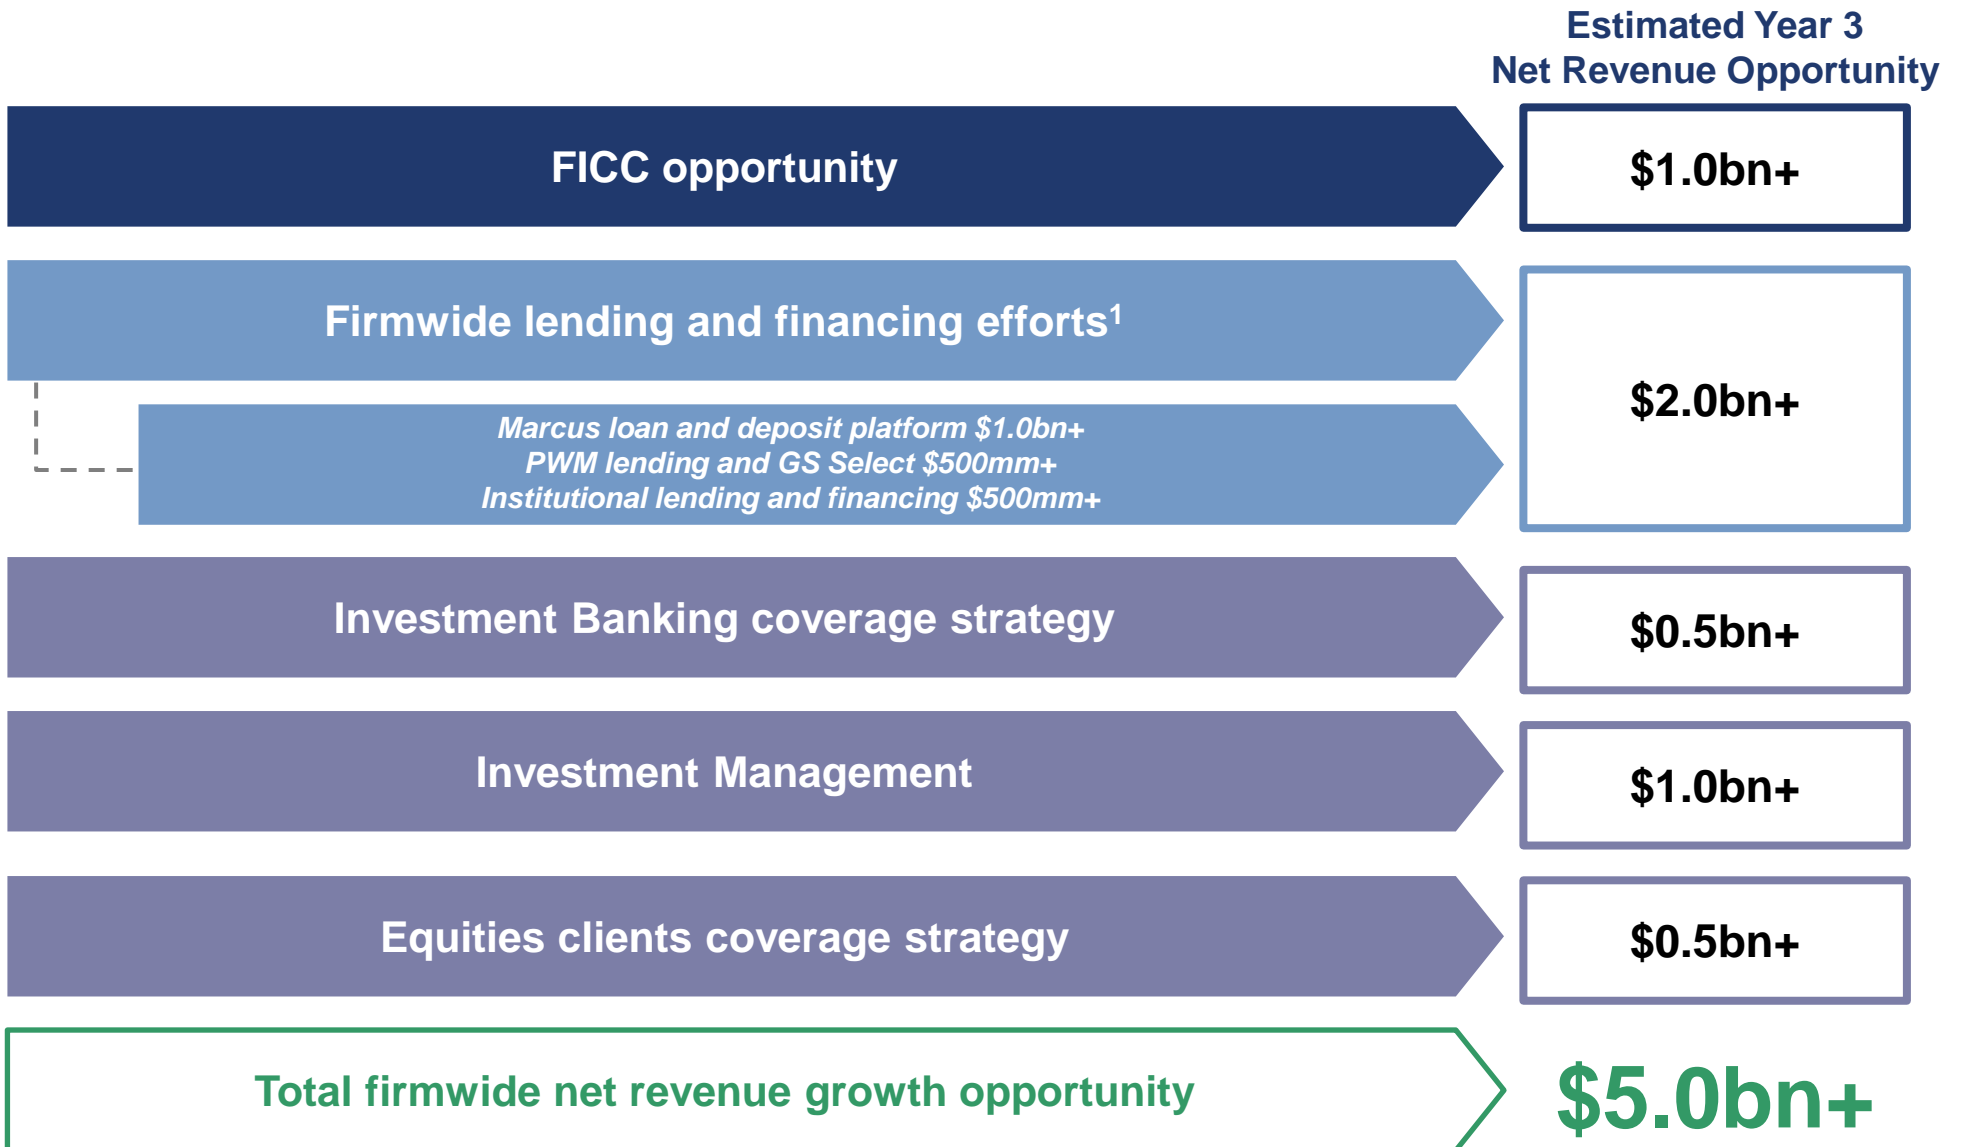 Estimated Year 3
Net Revenue Opportunity
FICC opportunity
$1.0bn+
Firmwide lending and financing efforts1
$2.0bn+
Marcus loan and deposit platform $1.0bn+
PWM lending and GS Select $500mm+
Institutional lending and financing $500mm+
Investment Banking coverage strategy
$0.5bn+
Investment Management
$1.0bn+
Equities clients coverage strategy
$0.5bn+
Total firmwide net revenue growth opportunity
$5.0bn+